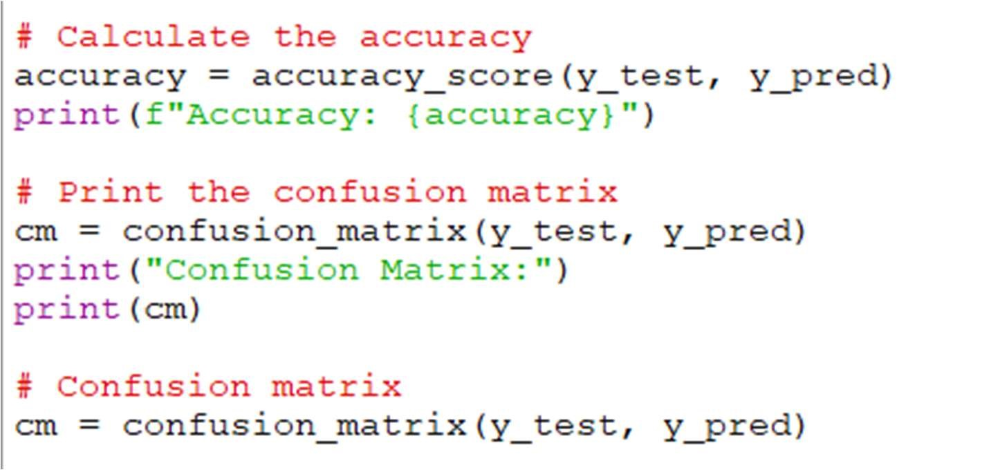 # Calculate the accuracy
accuracy = accuracy_score(y_test, y_pred)
print(f"Accuracy: {accuracy}")
# Print the confusion matrix
cm = confusion_matrix(y_test, y_pred)
print("Confusion Matrix:")
print(cm)
# Confusion matrix
cm = confusion_matrix(y_test, y_pred)